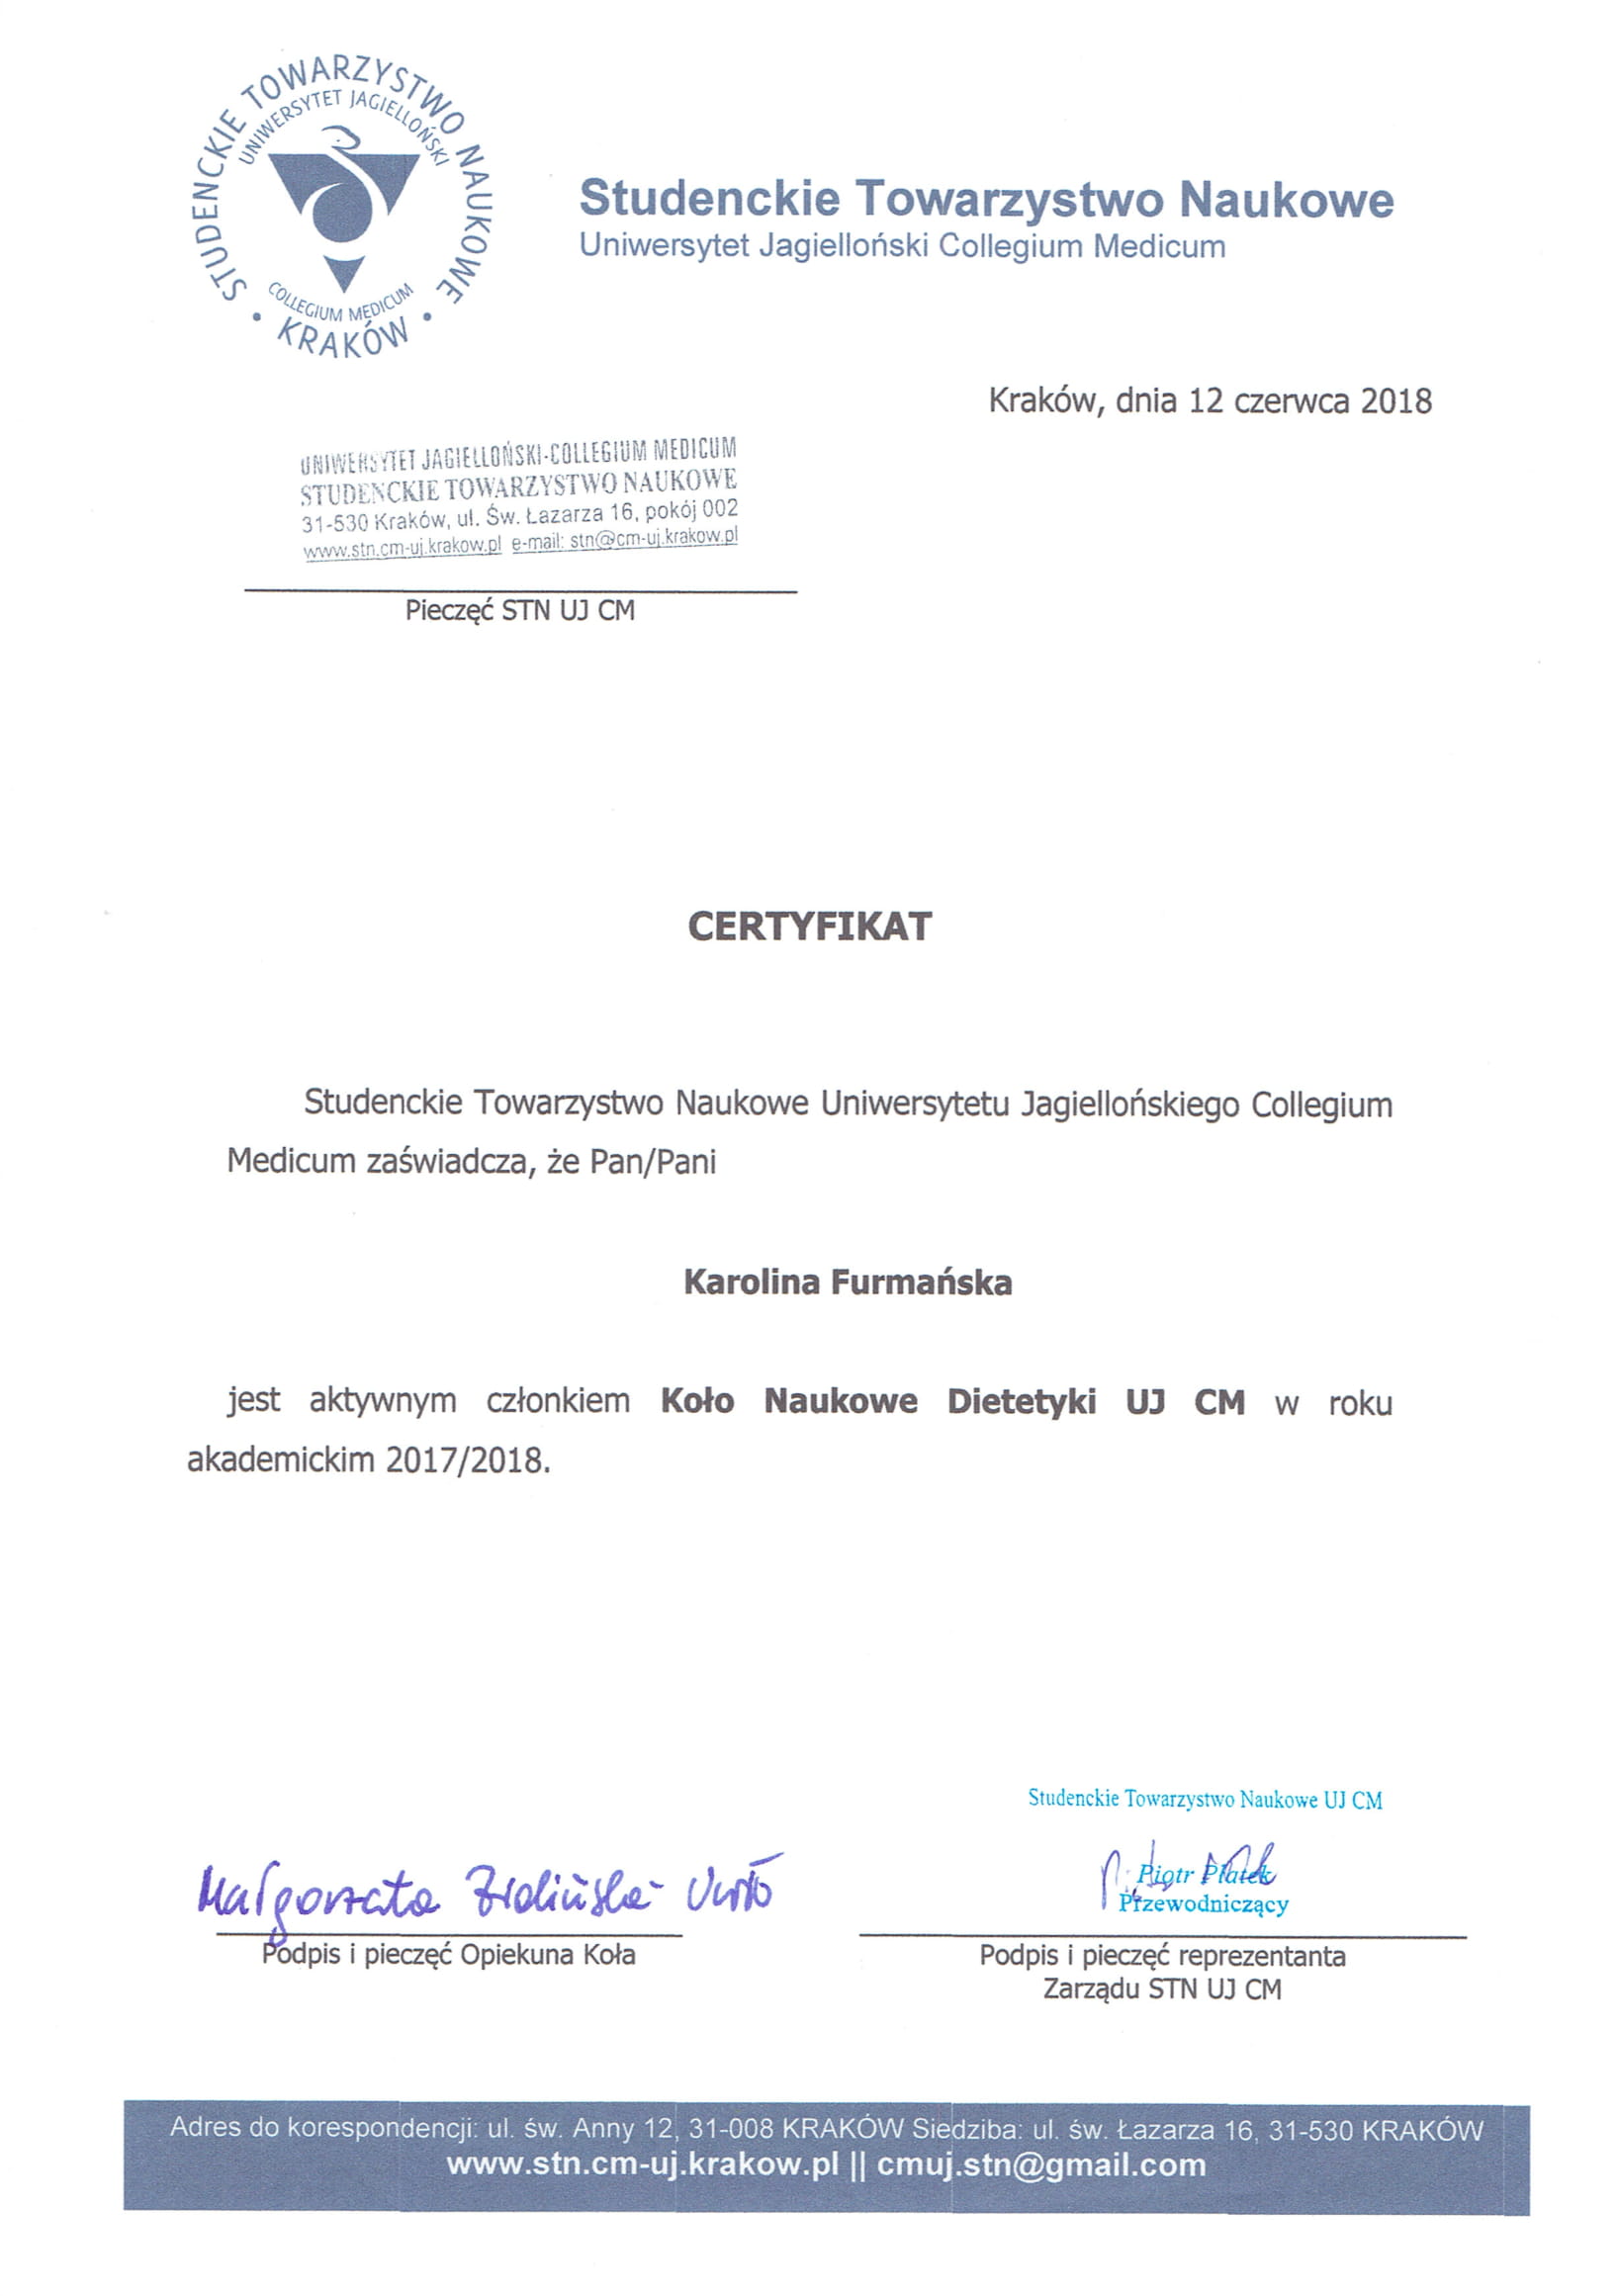 STUDENCKIE TOWARZYSTWO NAUKOWE
UNIWERSYTET JAGIELLOŃSKI
COLLEGIUM MEDICUM
• KRAKÓW •
Studenckie Towarzystwo Naukowe
Uniwersytet Jagielloński Collegium Medicum
Kraków, dnia 12 czerwca 2018
UNIWERSYTET JAGIELLOŃSKI-COLLEGIUM MEDICUM
STUDENCKIE TOWARZYSTWO NAUKOWE
31-530 Kraków, ul. Św. Łazarza 16, pokój 002
www.stn.cm-uj.krakow.pl e-mail: stn@cm-uj.krakow.pl
Pieczęć STN UJ CM
CERTYFIKAT
Studenckie Towarzystwo Naukowe Uniwersytetu Jagiellońskiego Collegium
Medicum zaświadcza, że Pan/Pani
Karolina Furmańska
jest aktywnym członkiem Koło Naukowe Dietetyki UJ CM w roku
akademickim 2017/2018.
Studenckie Towarzystwo Naukowe UJ CM
Małgorzata
Piotr Płatek
Przewodniczący
Podpis i pieczęć Opiekuna Koła
Podpis i pieczęć reprezentanta
Zarządu STN UJ CM
Adres do korespondencji: ul. św. Anny 12, 31-008 KRAKÓW Siedziba: ul. św. Łazarza 16, 31-530 KRAKÓW
www.stn.cm-uj.krakow.pl || cmuj.stn@gmail.com